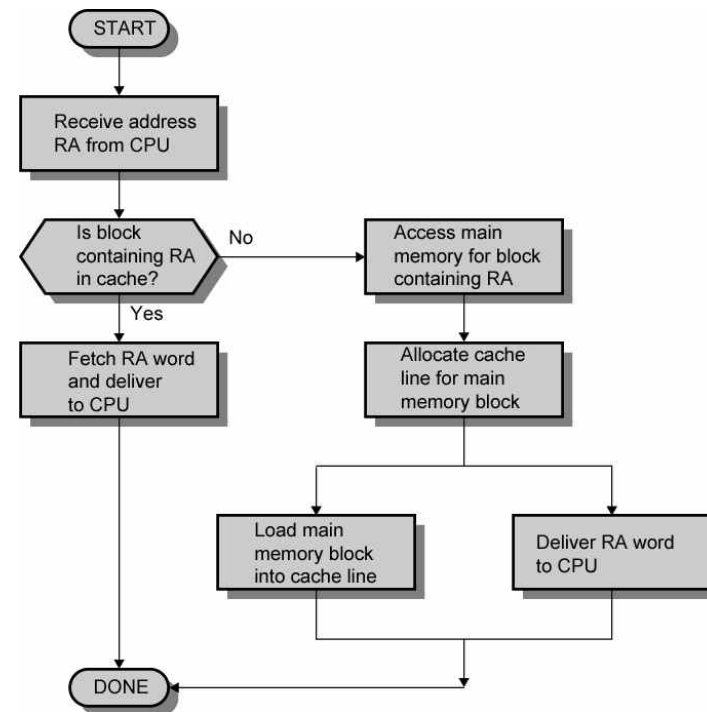 START
Receive address
RA from CPU
Is block
containing RA
in cache?
No
Access main
memory for block
containing RA
Yes
Fetch RA word
and deliver
to CPU
Allocate cache
line for main
memory block
Load main
memory block
into cache line
Deliver RA word
to CPU
DONE